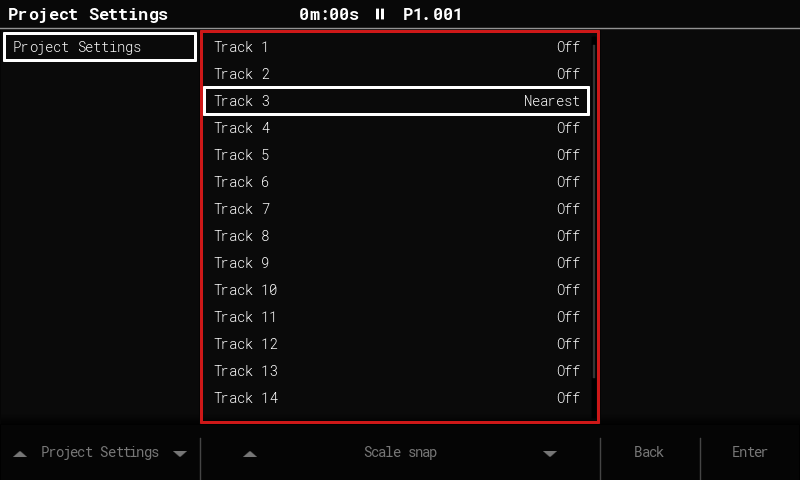 Project Settings 0m:00s P1.001
Project Settings
Track 1 Off
Track 2 Off
Track 3 Nearest
Track 4 Off
Track 5 Off
Track 6 Off
Track 7 Off
Track 8 Off
Track 9 Off
Track 10 Off
Track 11 Off
Track 12 Off
Track 13 Off
Track 14 Off
Project Settings Scale snap Back Enter